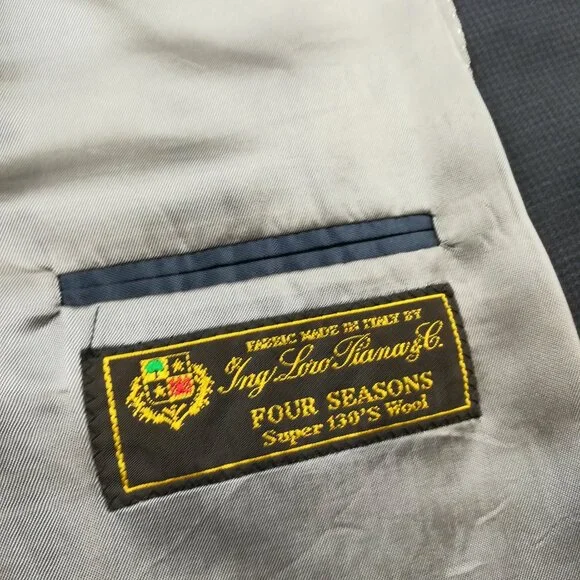 FABRIC MADE IN ITALY BY
Ing Loro Piana & C.
FOUR SEASONS
Super 130'S Wool